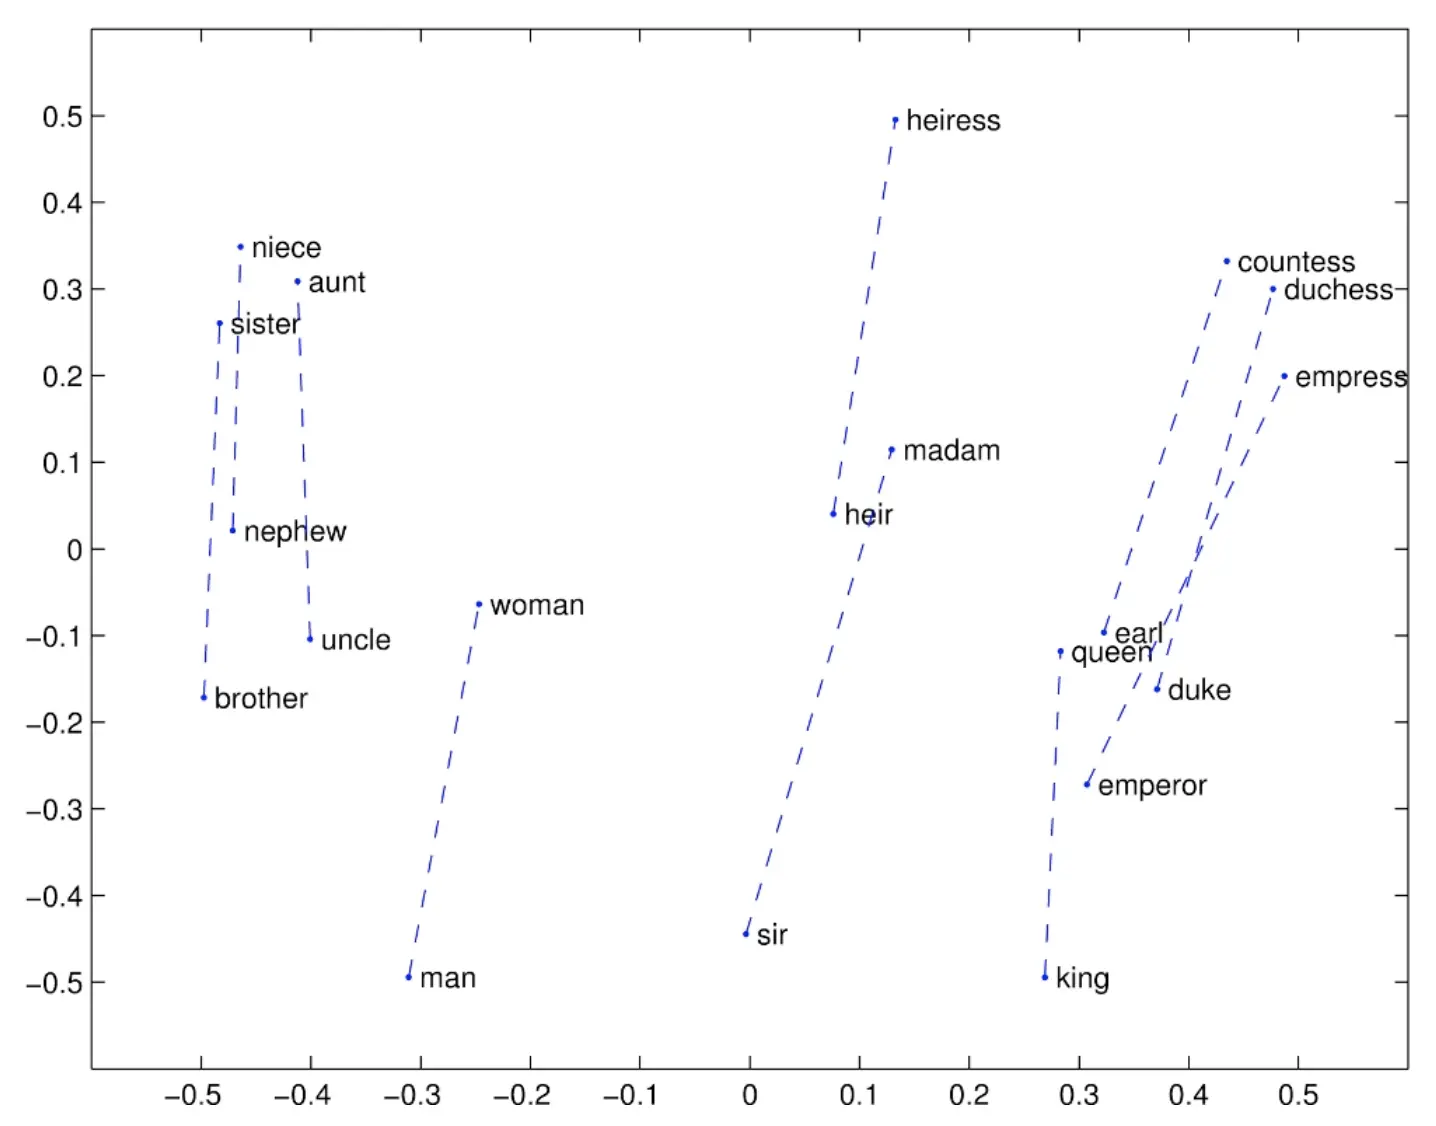 0.5
0.4
0.3
0.2
0.1
0
−0.1
−0.2
−0.3
−0.4
−0.5
heiress
niece
countess
aunt
duchess
sister
empress
madam
heir
nephew
woman
earl
uncle
queen
duke
brother
emperor
sir
man
king
−0.5 −0.4 −0.3 −0.2 −0.1 0 0.1 0.2 0.3 0.4 0.5